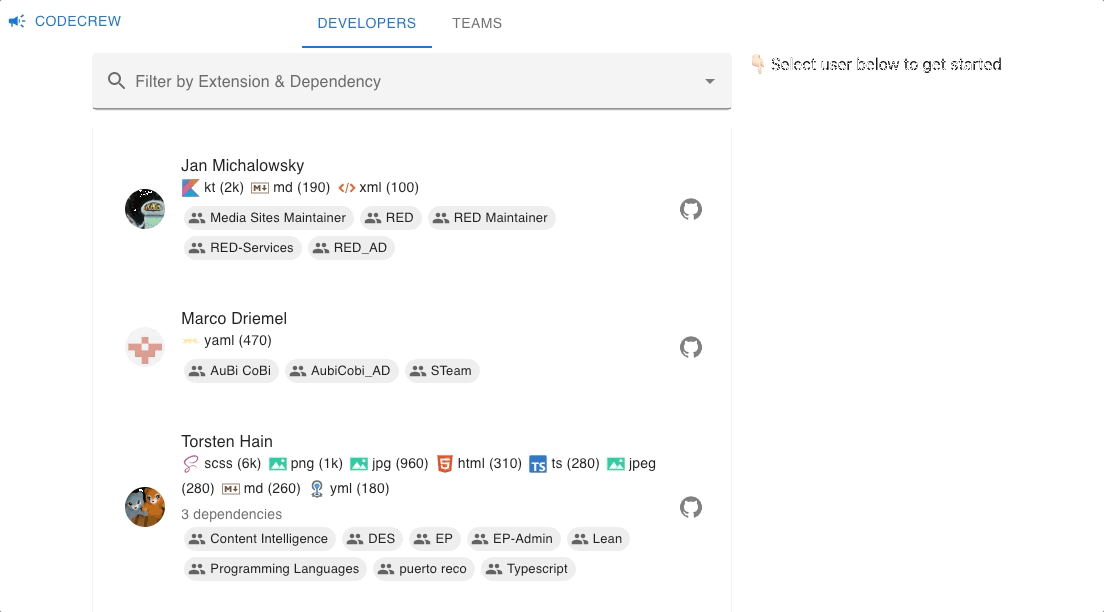 CODECREW
DEVELOPERS TEAMS
Filter by Extension & Dependency
Select user below to get started
Jan Michalowsky
kt (2k) md (190) xml (100)
Media Sites Maintainer RED RED Maintainer
RED-Services RED_AD
Marco Driemel
yaml (470)
AuBi CoBi AubiCobi_AD STeam
Torsten Hain
scss (6k) png (1k) jpg (960) html (310) TS ts (280) jpeg
(280) md (260) yml (180)
3 dependencies
Content Intelligence DES EP EP-Admin Lean
Programming Languages puerto reco Typescript